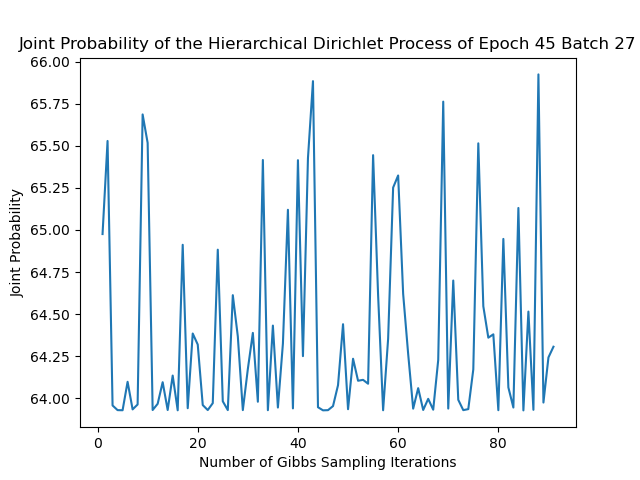 Joint Probability of the Hierarchical Dirichlet Process of Epoch 45 Batch 27
66.00
65.75
65.50
65.25
65.00
64.75
64.50
64.25
64.00
Joint Probability
0 20 40 60 80
Number of Gibbs Sampling Iterations